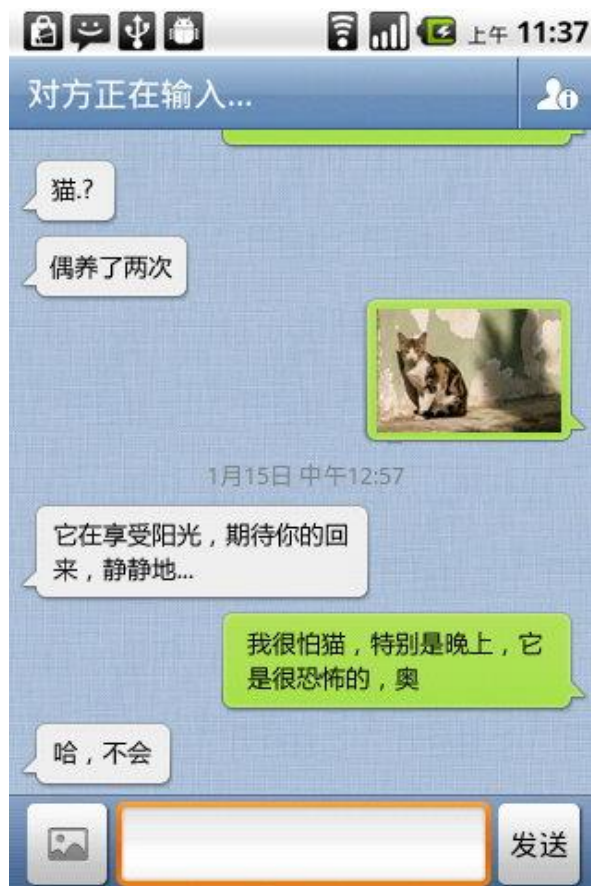 上午 11:37
对方正在输入...
猫.?
偶养了两次
1月15日 中午12:57
它在享受阳光，期待你的回
来，静静地...
我很怕猫，特别是晚上，它
是很恐怖的，奥
哈，不会
发送